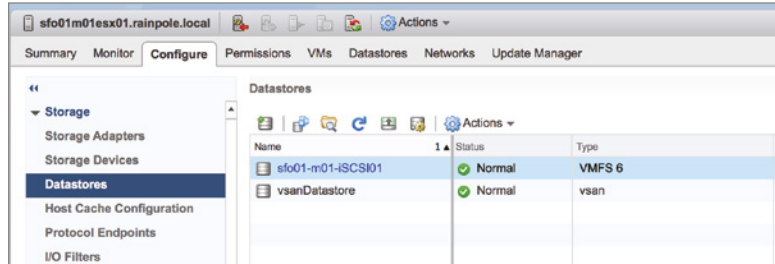 sfo01m01esx01.rainpole.local Actions
Summary Monitor Configure Permissions VMs Datastores Networks Update Manager
Storage
Storage Adapters
Storage Devices
Datastores
Host Cache Configuration
Protocol Endpoints
I/O Filters
Datastores
Actions
Name 1 Status Type
sfo01-m01-iSCSI01 Normal VMFS 6
vsanDatastore Normal vsan